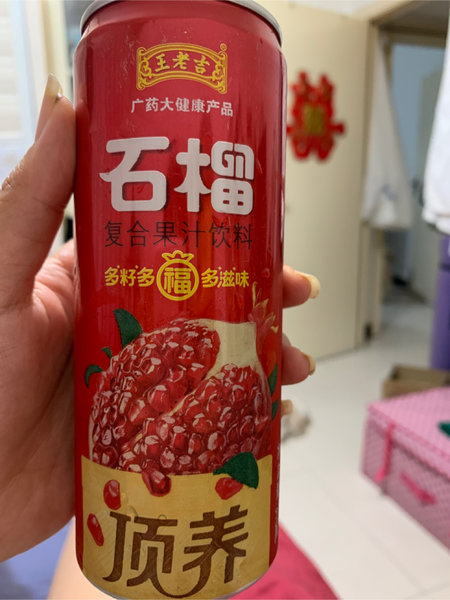 王老吉
广药大健康产品
石榴
复合果汁饮料
多籽多福多滋味
顶养